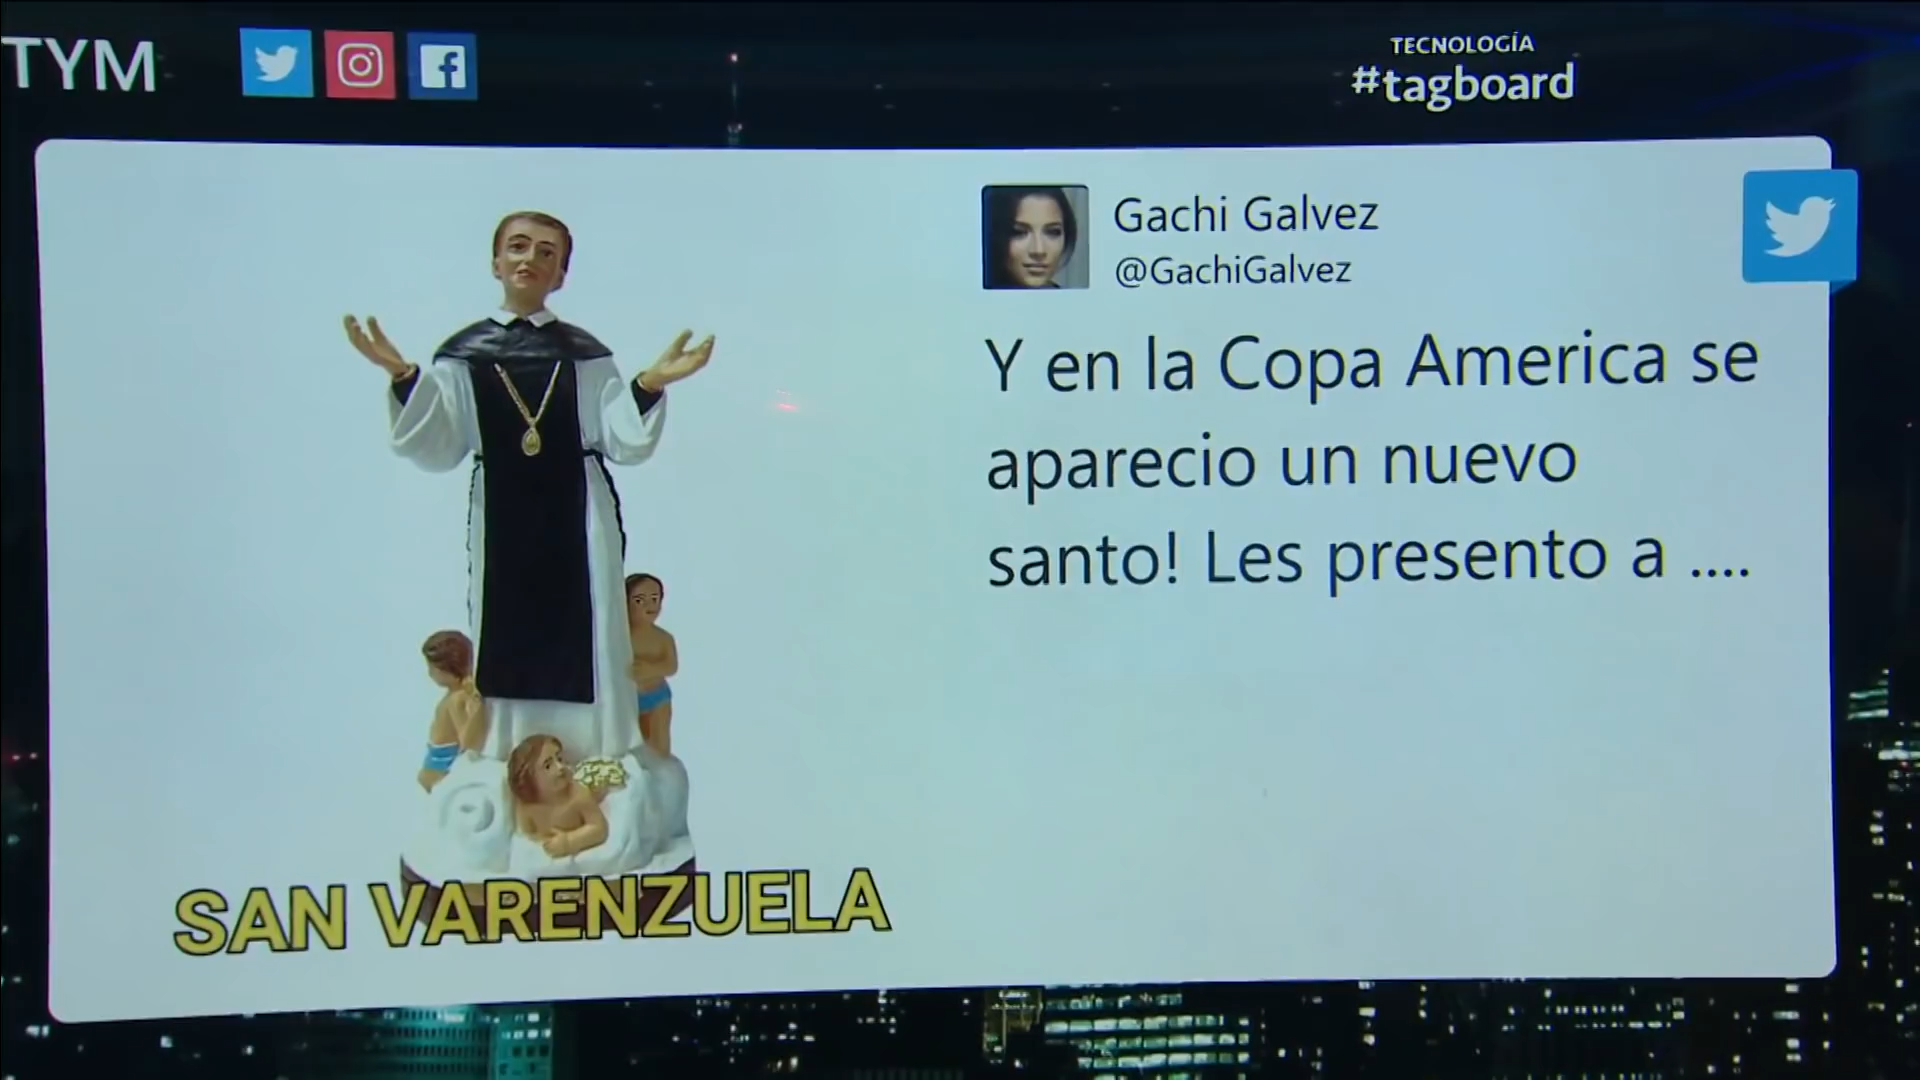 TYM
TECNOLOGÍA
#tagboard
Gachi Galvez
@GachiGalvez
Y en la Copa America se
aparecio un nuevo
santo! Les presento a ....
SAN VARENZUELA